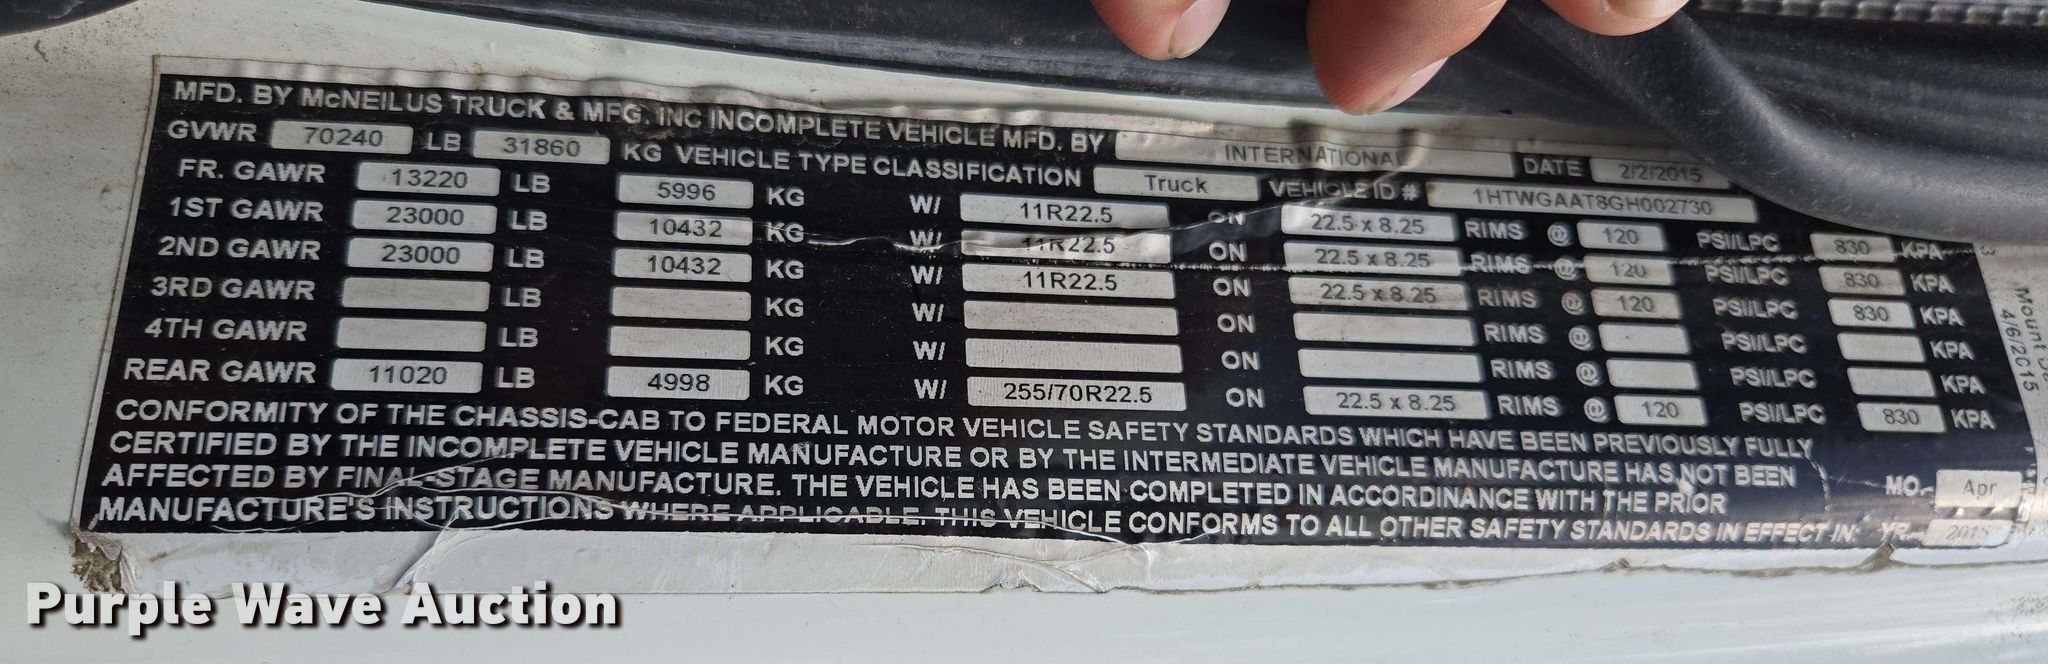 MFD. BY McNEILUS TRUCK & MFG, INC INCOMPLETE VEHICLE MFD. BY INTERNATIONAL DATE 2/2/2015
GVWR 70240 LB 31860 KG VEHICLE TYPE CLASSIFICATION Truck VEHICLE ID # 1HTWGAAT8GH002730
FR. GAWR 13220 LB 5996 KG W/ 11R22.5 ON 22.5 x 8.25 RIMS @ 120 PSI/LPC 830 KPA
1ST GAWR 23000 LB 10432 KG W/ 11R22.5 ON 22.5 x 8.25 RIMS @ 120 PSI/LPC 830 KPA
2ND GAWR 23000 LB 10432 KG W/ 11R22.5 ON 22.5 x 8.25 RIMS @ 120 PSI/LPC 830 KPA
3RD GAWR LB KG W/ ON RIMS @ PSI/LPC KPA
4TH GAWR LB KG W/ ON RIMS @ PSI/LPC KPA
REAR GAWR 11020 LB 4998 KG W/ 255/70R22.5 ON 22.5 x 8.25 RIMS @ 120 PSI/LPC 830 KPA
CONFORMITY OF THE CHASSIS-CAB TO FEDERAL MOTOR VEHICLE SAFETY STANDARDS WHICH HAVE BEEN PREVIOUSLY FULLY
CERTIFIED BY THE INCOMPLETE VEHICLE MANUFACTURE OR BY THE INTERMEDIATE VEHICLE MANUFACTURE HAS NOT BEEN
AFFECTED BY FINAL-STAGE MANUFACTURE. THE VEHICLE HAS BEEN COMPLETED IN ACCORDINANCE WITH THE PRIOR MO. Apr
MANUFACTURE'S INSTRUCTIONS WHERE APPLICABLE. THIS VEHICLE CONFORMS TO ALL OTHER SAFETY STANDARDS IN EFFECT IN: YR. 2015
Mount
4/6/2015
Purple Wave Auction